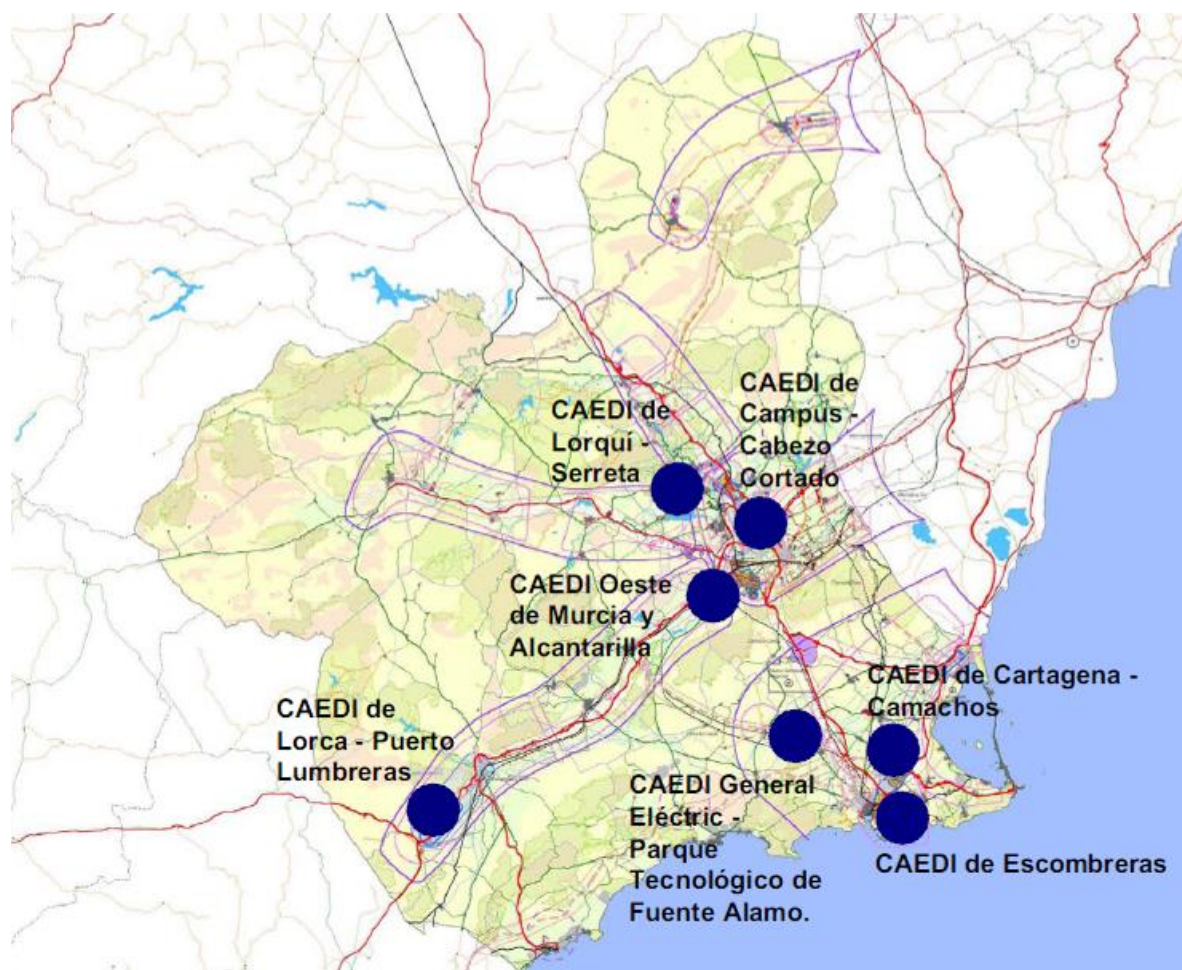 CAEDI de
Campus -
Cabezo
Cortado
CAEDI de
Lorquí -
Serreta
CAEDI Oeste
de Murcia y
Alcantarilla
CAEDI de Cartagena -
Camachos
CAEDI de
Lorca - Puerto
Lumbreras
CAEDI General
Eléctric -
Parque
Tecnológico de
Fuente Alamo.
CAEDI de Escombreras